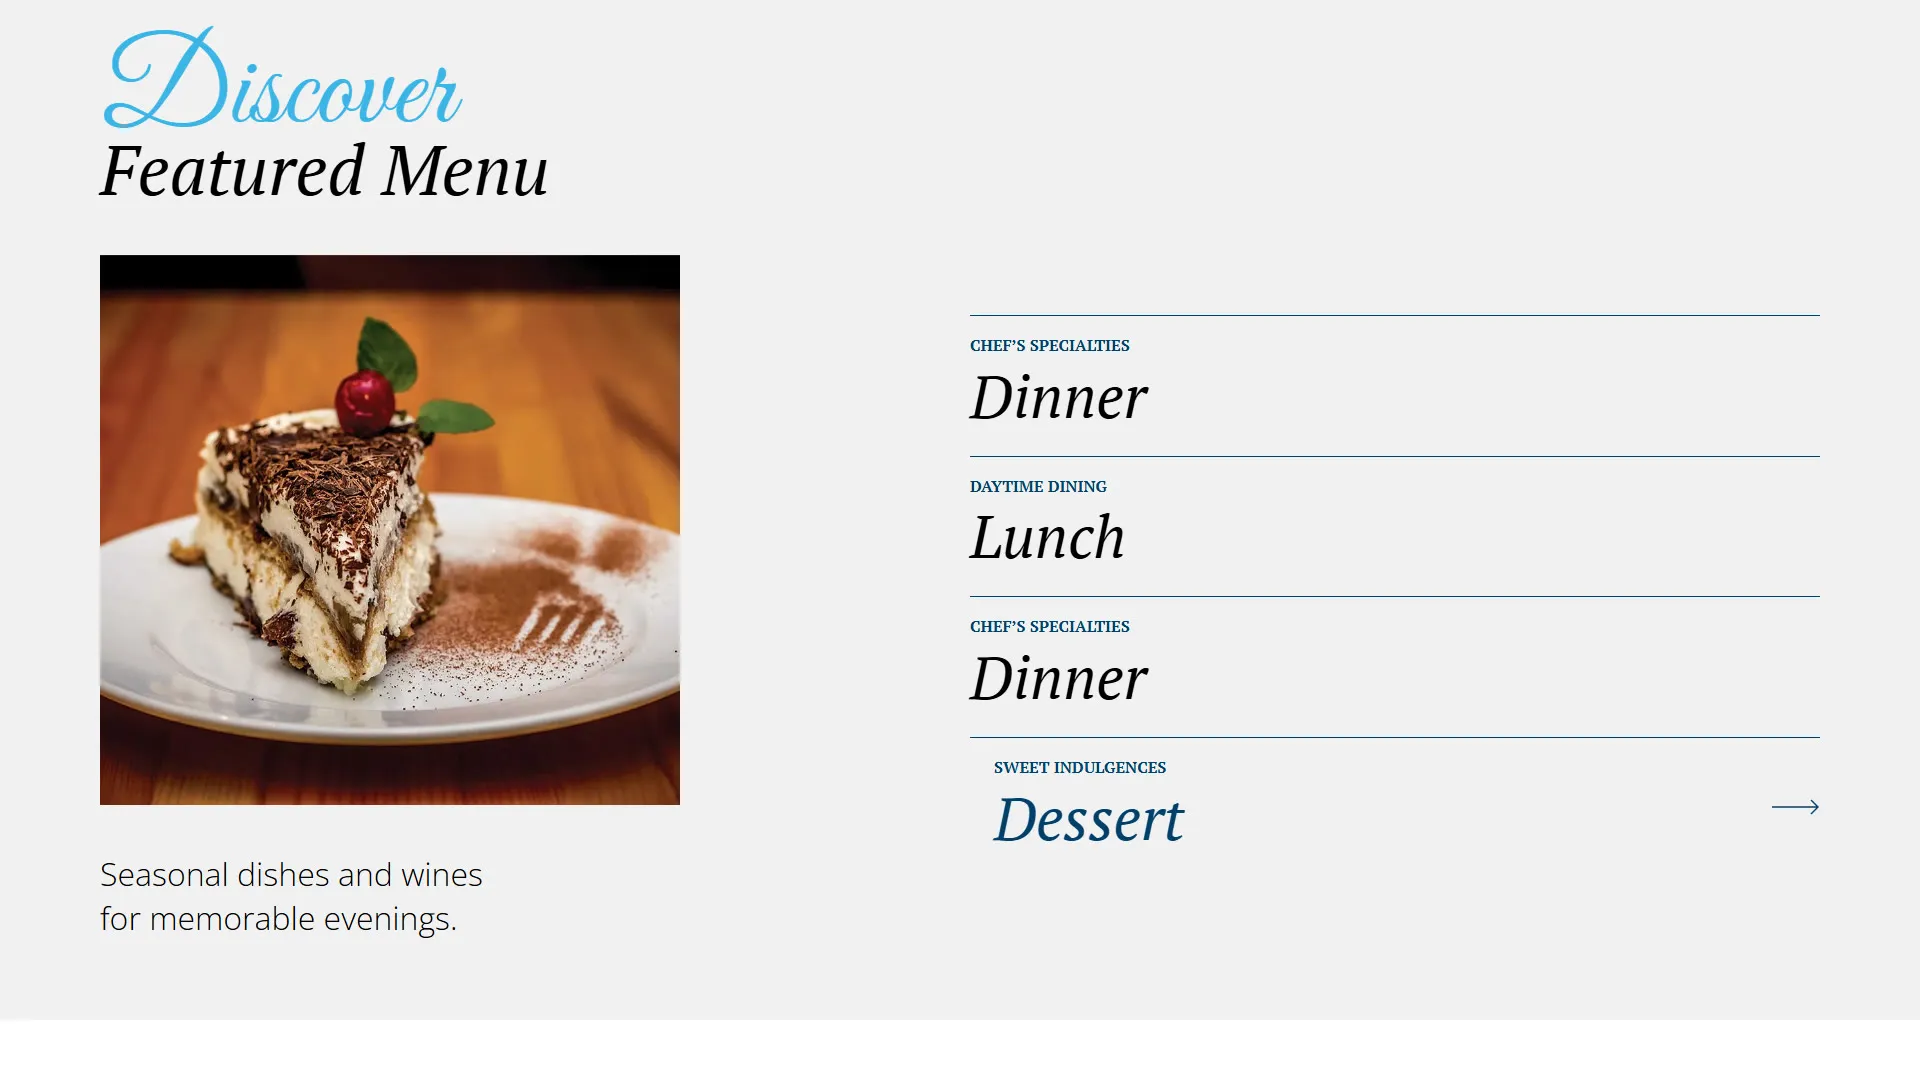 Discover
Featured Menu
CHEF’S SPECIALTIES
Dinner
DAYTIME DINING
Lunch
CHEF’S SPECIALTIES
Dinner
SWEET INDULGENCES
Dessert
Seasonal dishes and wines
for memorable evenings.